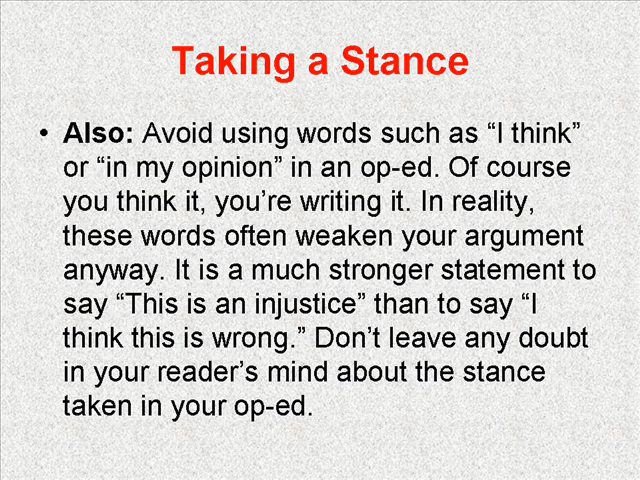 Taking a Stance
• Also: Avoid using words such as “I think”
or “in my opinion” in an op-ed. Of course
you think it, you’re writing it. In reality,
these words often weaken your argument
anyway. It is a much stronger statement to
say “This is an injustice” than to say “I
think this is wrong.” Don’t leave any doubt
in your reader’s mind about the stance
taken in your op-ed.